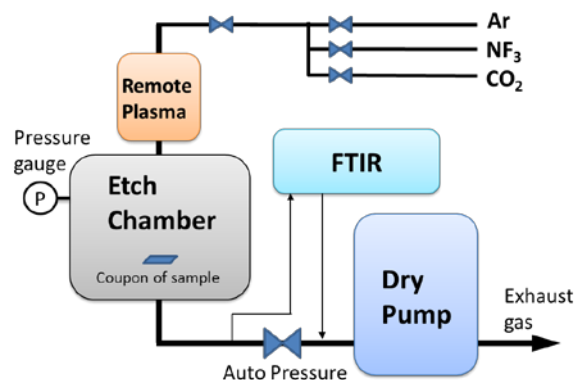 Ar
NF₃
CO₂
Remote
Plasma
Pressure
gauge
P
Etch
Chamber
Coupon of sample
FTIR
Dry
Pump
Exhaust
gas
Auto Pressure